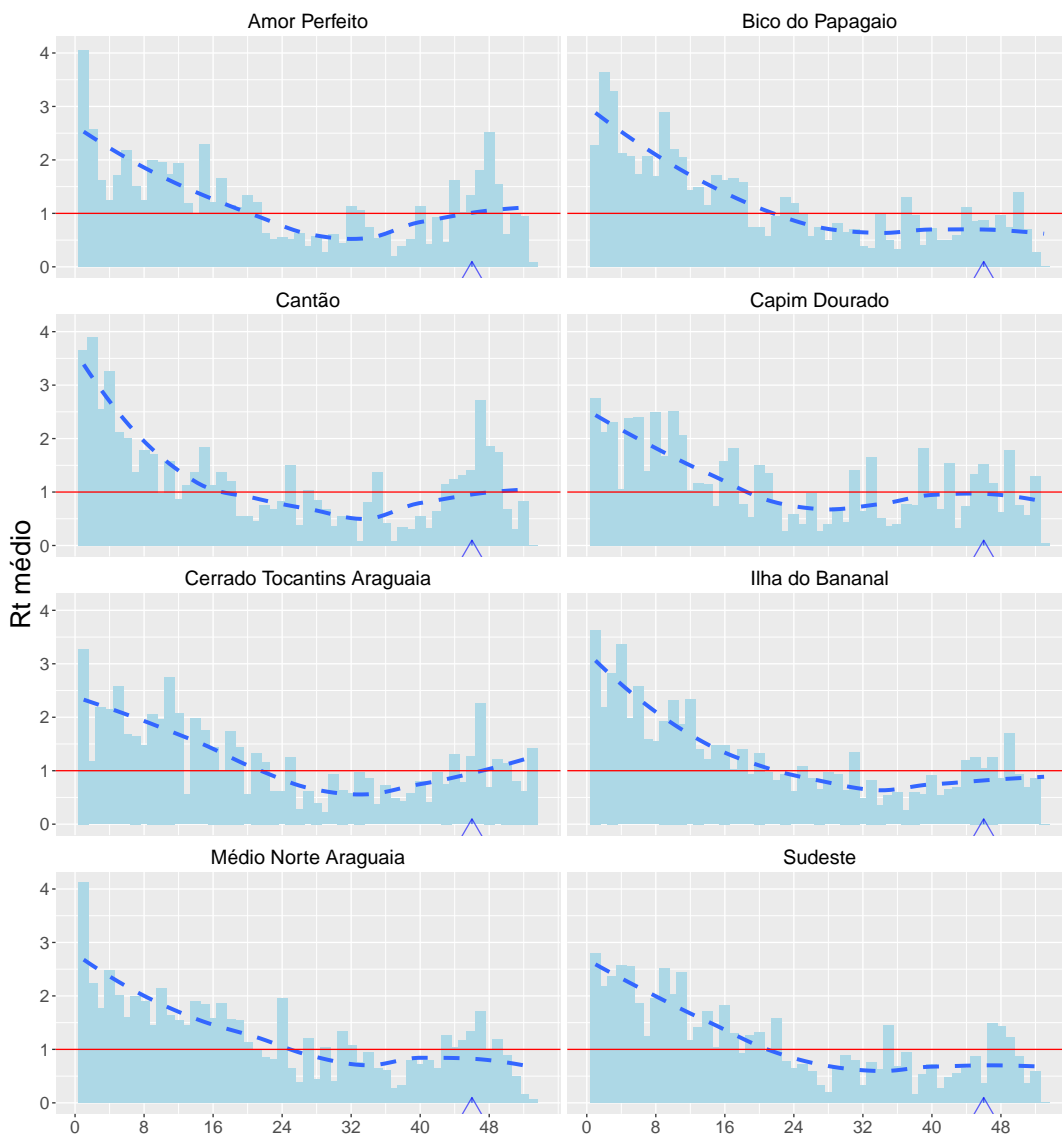 Amor Perfeito
Bico do Papagaio
4
3
2
1
0
Cantão
Capim Dourado
4
3
2
1
0
Rt médio
Cerrado Tocantins Araguaia
Ilha do Bananal
4
3
2
1
0
Médio Norte Araguaia
Sudeste
4
3
2
1
0
0 8 16 24 32 40 48
0 8 16 24 32 40 48